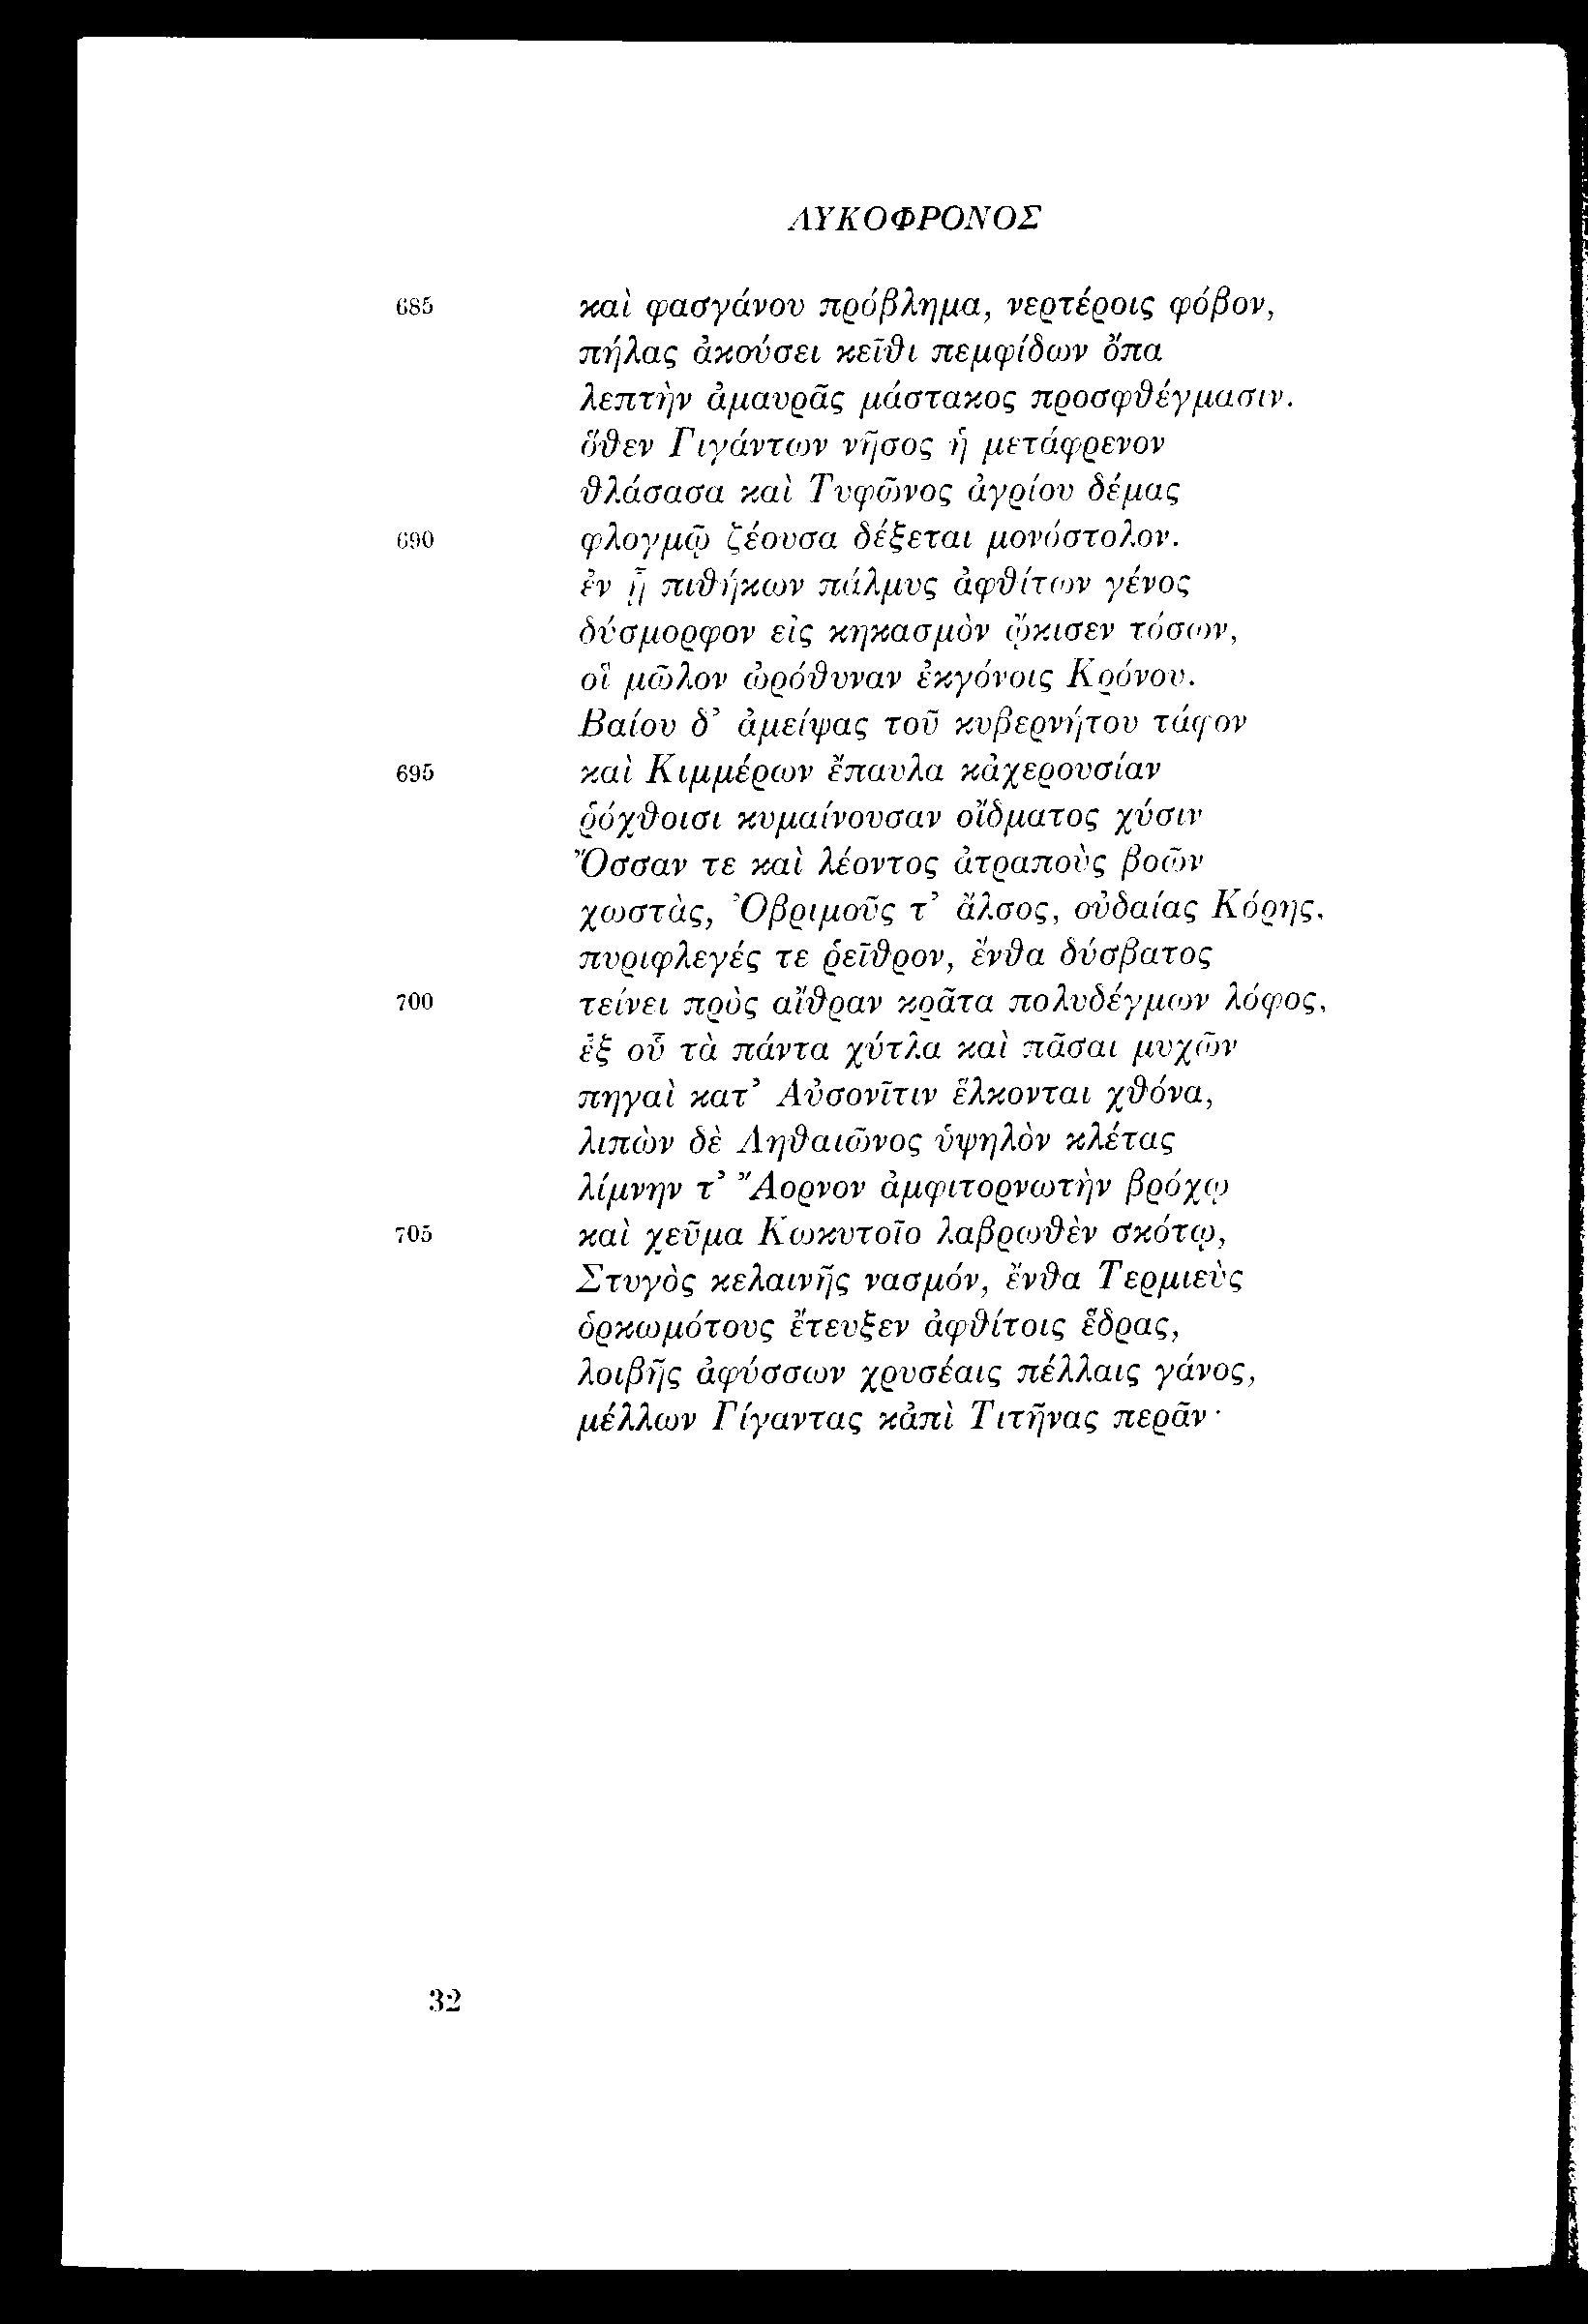 ΛΥΚΟΦΡΟΝΟΣ
685 καὶ φασγάνου πρόβλημα, νερτέροις φόβον,
πήλας ἀκούσει κεῖθι πεμφίδων ὄπα
λεπτὴν ἀμαυρᾶς μάστακος προσφθέγμασιν.
ὅθεν Γιγάντων νῆσος ἡ μετάφρενον
θλάσασα καὶ Τυφῶνος ἀγρίου δέμας
690 φλογμῷ ζέουσα δέξεται μονόστολον.
ἐν ᾗ πιθήκων πάλμυς ἀφθίτων γένος
δύσμορφον εἰς κηκασμὸν ᾤκισεν τόσων,
οἳ μῶλον ὠρόθυναν ἐκγόνοις Κρόνου.
Βαίου δ’ ἀμείψας τοῦ κυβερνήτου τάφον
695 καὶ Κιμμέρων ἔπαυλα κἀχερουσίαν
ῥόχθοισι κυμαίνουσαν οἴδματος χύσιν
Ὄσσαν τε καὶ λέοντος ἀτραποὺς βοῶν
χωστὰς, Ὀβριμοῦς τ’ ἄλσος, οὐδαίας Κόρης,
πυριφλεγές τε ῥεῖθρον, ἔνθα δύσβατος
700 τείνει πρὸς αἴθραν κρᾶτα πολυδέγμων λόφος,
ἐξ οὗ τὰ πάντα χύτλα καὶ πᾶσαι μυχῶν
πηγαὶ κατ’ Αὐσονῖτιν ἕλκονται χθόνα,
λιπὼν δὲ Ληθαιῶνος ὑψηλὸν κλέτας
λίμνην τ’ Ἄορνον ἀμφιτορνωτὴν βρόχῳ
705 καὶ χεῦμα Κωκυτοῖο λαβρωθὲν σκότῳ,
Στυγὸς κελαινῆς νασμόν, ἔνθα Τερμιεὺς
ὁρκωμότους ἔτευξεν ἀφθίτοις ἕδρας,
λοιβῆς ἀφύσσων χρυσέαις πέλλαις γάνος,
μέλλων Γίγαντας κἀπὶ Τιτῆνας περᾶν·
32